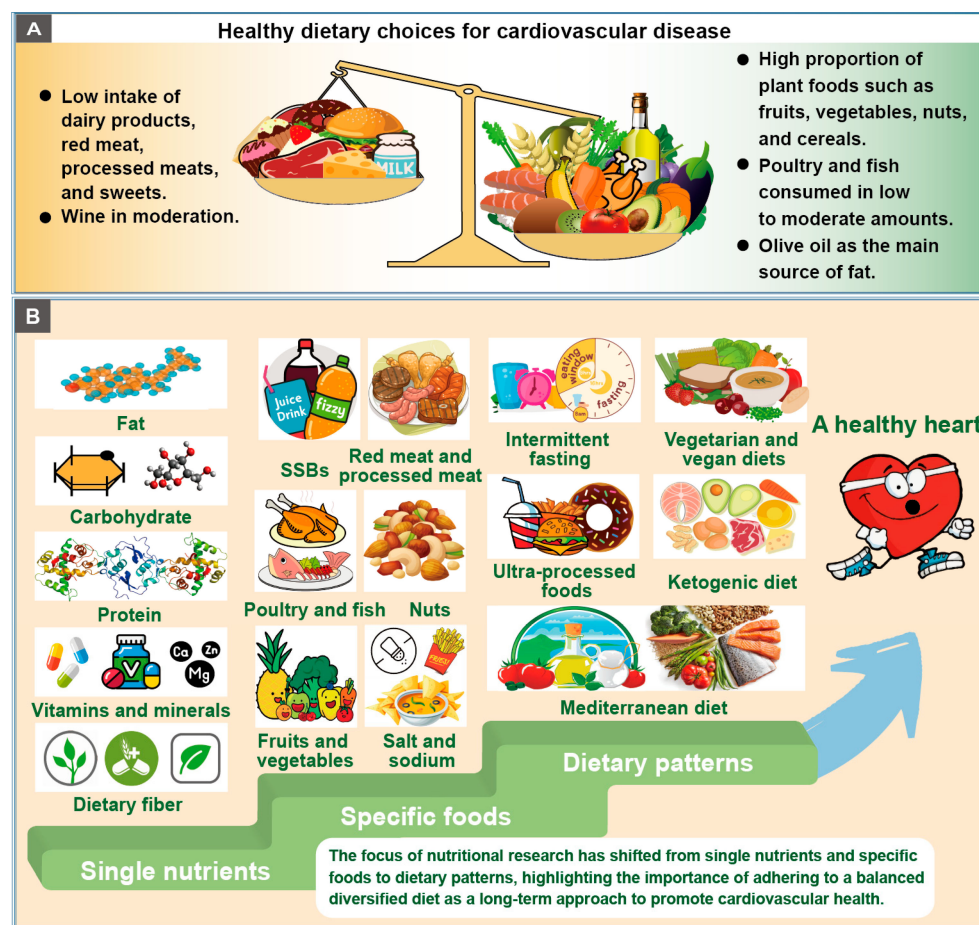 A
Healthy dietary choices for cardiovascular disease
● Low intake of
dairy products,
red meat,
processed meats,
and sweets.
● Wine in moderation.
MILK
● High proportion of
plant foods such as
fruits, vegetables, nuts,
and cereals.
● Poultry and fish
consumed in low
to moderate amounts.
● Olive oil as the main
source of fat.
B
Fat
Carbohydrate
Protein
V
Ca
Zn
Mg
Vitamins and minerals
Dietary fiber
Juice
Drink
fizzy
SSBs
Red meat and
processed meat
Poultry and fish
Nuts
Fruits and
vegetables
Salt and
sodium
eating
window
fasting
Intermittent
fasting
Vegetarian and
vegan diets
Ultra-processed
foods
Ketogenic diet
Mediterranean diet
A healthy heart
Single nutrients
Specific foods
Dietary patterns
The focus of nutritional research has shifted from single nutrients and specific
foods to dietary patterns, highlighting the importance of adhering to a balanced
diversified diet as a long-term approach to promote cardiovascular health.